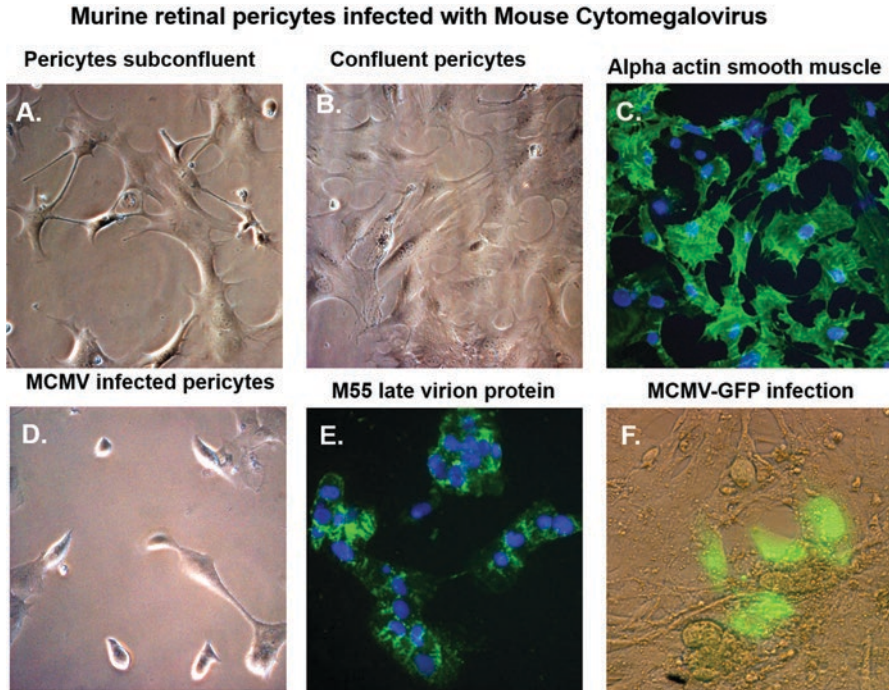 Murine retinal pericytes infected with Mouse Cytomegalovirus
Pericytes subconfluent
Confluent pericytes
Alpha actin smooth muscle
A.
B.
C.
MCMV infected pericytes
M55 late virion protein
MCMV-GFP infection
D.
E.
F.